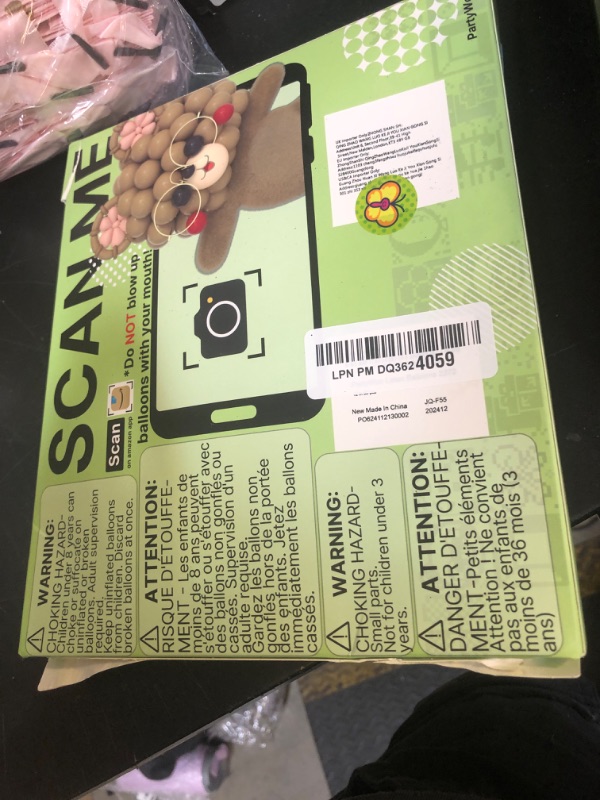 SCAN ME
Scan
on amazon app
*Do NOT blow up
balloons with your mouth!
PartyWo
LPN PM DQ3624059
New Made In China
PO624112130002
JQ-F55
202412
WARNING:
CHOKING HAZARD-
Children under 8 years can
choke or suffocate on
uninflated or broken
balloons. Adult supervision
required.
Keep uninflated balloons
from children. Discard
broken balloons at once.
ATTENTION:
RISQUE D'ÉTOUFFE-
MENT - Les enfants de
moins de 8 ans peuvent
s'étouffer ou s'étouffer avec
des ballons non gonflés ou
cassés. Supervision d'un
adulte requise.
Gardez les ballons non
gonflés hors de la portée
des enfants. Jetez
immédiatement les ballons
cassés.
WARNING:
CHOKING HAZARD-
Small parts.
Not for children under 3
years.
ATTENTION:
DANGER D'ÉTOUFFE-
MENT-Petits éléments
Attention ! Ne convient
pas aux enfants de
moins de 36 mois (3
ans)